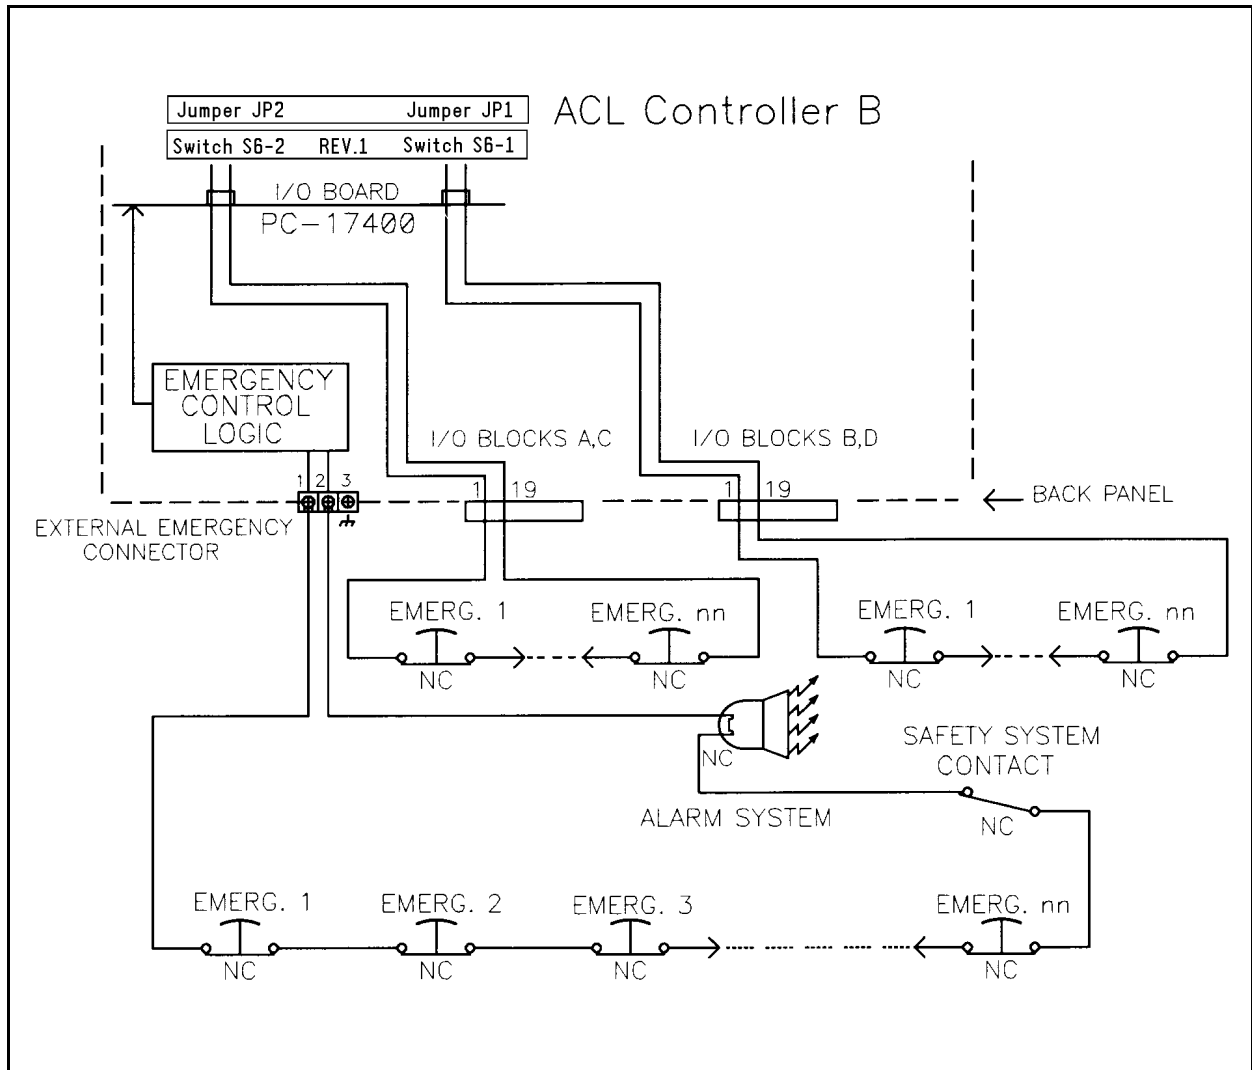 Jumper JP2 Jumper JP1
ACL Controller B
Switch S6-2 REV.1 Switch S6-1
I/O BOARD
PC-17400
EMERGENCY
CONTROL
LOGIC
I/O BLOCKS A,C
I/O BLOCKS B,D
1 2 3
1 19
1 19
BACK PANEL
EXTERNAL EMERGENCY
CONNECTOR
EMERG. 1
EMERG. nn
EMERG. 1
EMERG. nn
NC
NC
NC
NC
NC
SAFETY SYSTEM
CONTACT
ALARM SYSTEM
NC
EMERG. 1
EMERG. 2
EMERG. 3
EMERG. nn
NC
NC
NC
NC